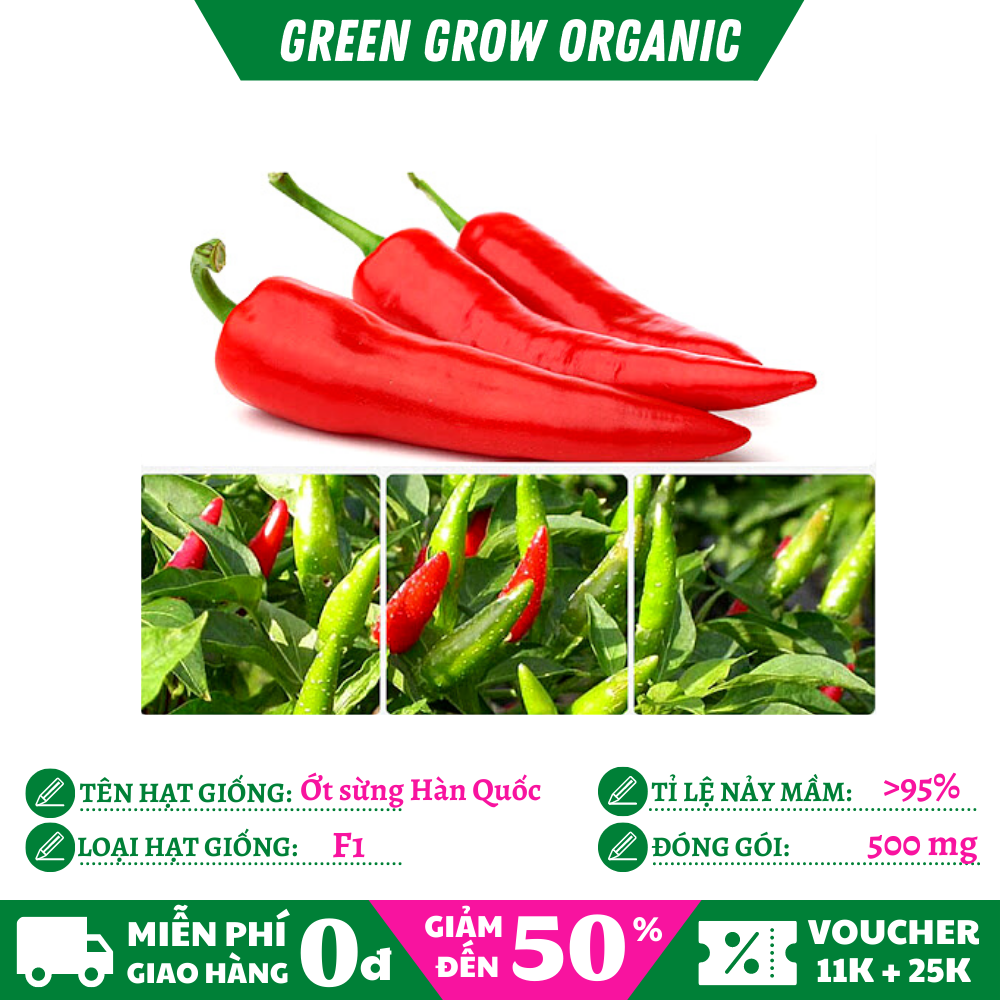 GREEN GROW ORGANIC
TÊN HẠT GIỐNG: Ớt sừng Hàn Quốc
TỈ LỆ NẢY MẦM: >95%
LOẠI HẠT GIỐNG: F1
ĐÓNG GÓI: 500 mg
MIỄN PHÍ
GIAO HÀNG 0đ
GIẢM
ĐẾN 50%
VOUCHER
11K + 25K